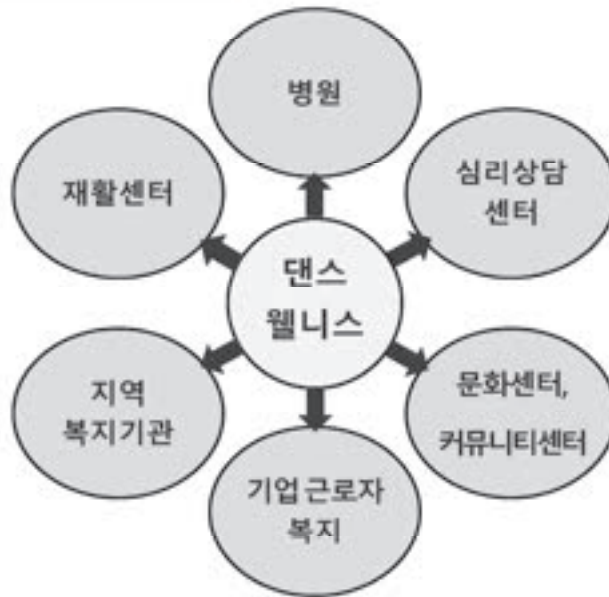 병원
재활센터
심리상담
센터
댄스
웰니스
지역
복지기관
문화센터,
커뮤니티센터
기업 근로자
복지